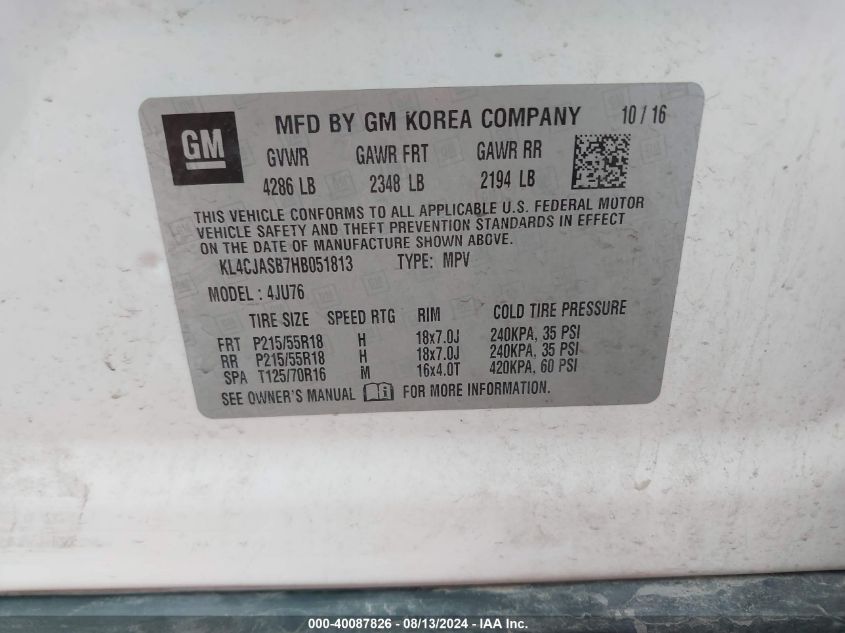 GM
MFD BY GM KOREA COMPANY 10 / 16
GVWR GAWR FRT GAWR RR
4286 LB 2348 LB 2194 LB
THIS VEHICLE CONFORMS TO ALL APPLICABLE U.S. FEDERAL MOTOR
VEHICLE SAFETY AND THEFT PREVENTION STANDARDS IN EFFECT
ON THE DATE OF MANUFACTURE SHOWN ABOVE.
KL4CJASB7HB051813 TYPE: MPV
MODEL : 4JU76
TIRE SIZE SPEED RTG RIM COLD TIRE PRESSURE
FRT P215/55R18 H 18x7.0J 240KPA, 35 PSI
RR P215/55R18 H 18x7.0J 240KPA, 35 PSI
SPA T125/70R16 M 16x4.0T 420KPA, 60 PSI
SEE OWNER'S MANUAL FOR MORE INFORMATION.
000-40087826 - 08/13/2024 - IAA Inc.